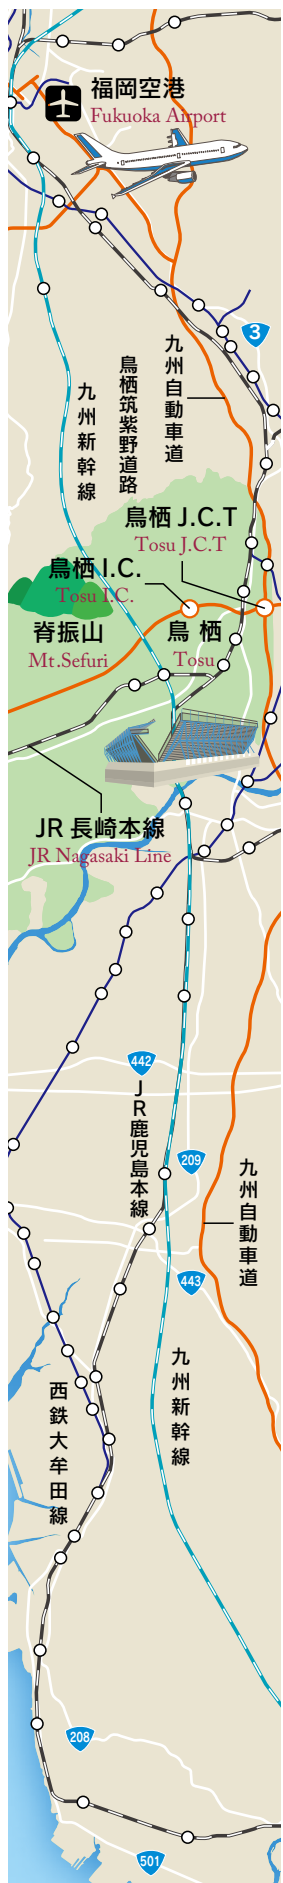 福岡空港
Fukuoka Airport
3
九州自動車道
鳥栖筑紫野道路
九州新幹線
鳥栖 J.C.T
Tosu J.C.T
鳥栖 I.C.
Tosu I.C.
脊振山
Mt.Sefuri
鳥 栖
Tosu
JR 長崎本線
JR Nagasaki Line
442
JR鹿児島本線
209
九州自動車道
443
九州新幹線
西鉄大牟田線
208
501